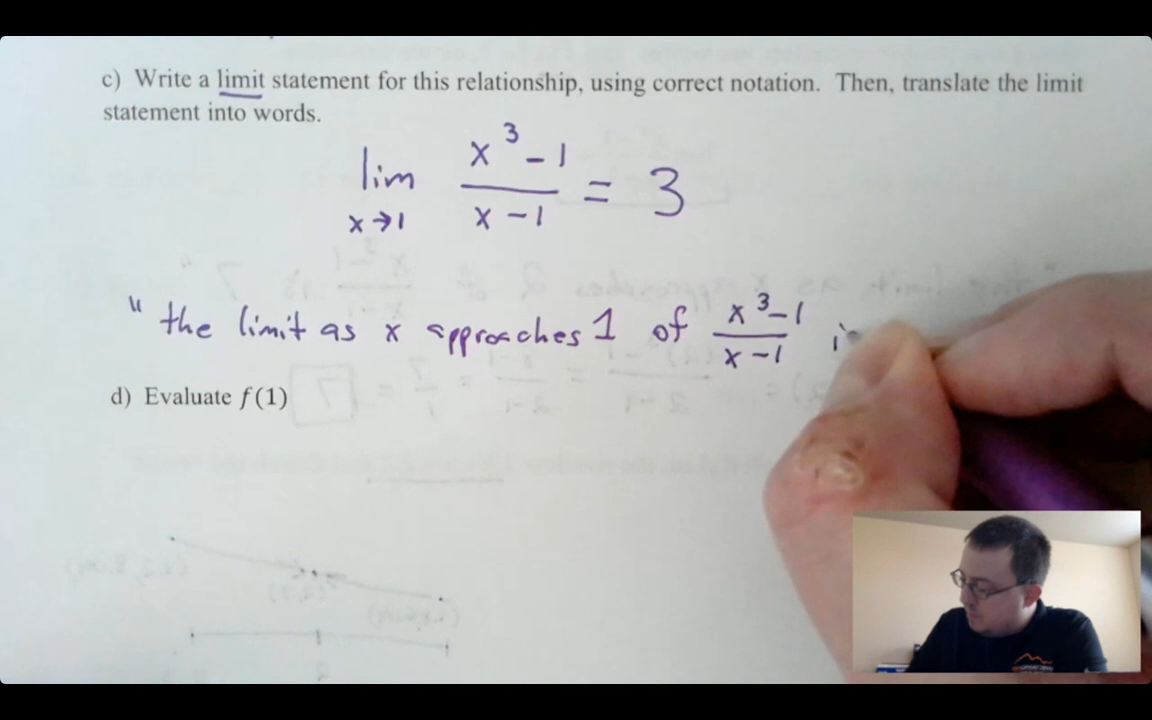 c) Write a limit statement for this relationship, using correct notation. Then, translate the limit
statement into words.
lim x→1 x³-1 / x-1 = 3
" the limit as x approaches 1 of x³-1 / x-1
d) Evaluate f(1)